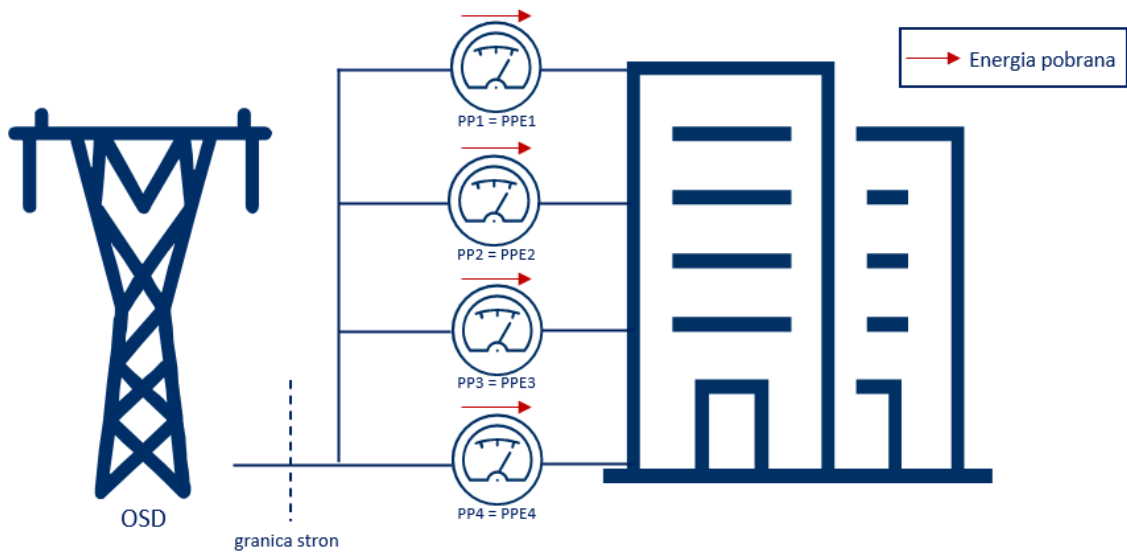 Energia pobrana
PP1 = PPE1
PP2 = PPE2
PP3 = PPE3
PP4 = PPE4
OSD
granica stron